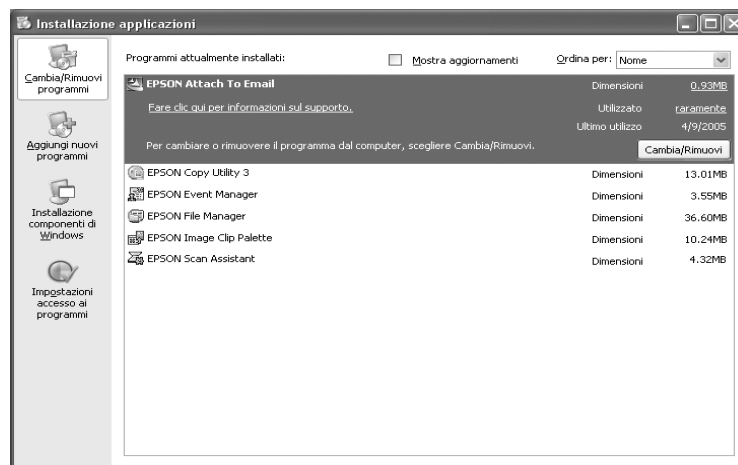 Installazione applicazioni
Cambia/Rimuovi
programmi
Aggiungi nuovi
programmi
Installazione
componenti di
Windows
Impostazioni
accesso ai
programmi
Programmi attualmente installati:
Mostra aggiornamenti
Ordina per: Nome
EPSON Attach To Email Dimensioni 0.93MB
Fare clic qui per informazioni sul supporto. Utilizzato raramente
Ultimo utilizzo 4/9/2005
Per cambiare o rimuovere il programma dal computer, scegliere Cambia/Rimuovi. Cambia/Rimuovi
EPSON Copy Utility 3 Dimensioni 13.01MB
EPSON Event Manager Dimensioni 3.55MB
EPSON File Manager Dimensioni 36.60MB
EPSON Image Clip Palette Dimensioni 10.24MB
EPSON Scan Assistant Dimensioni 4.32MB